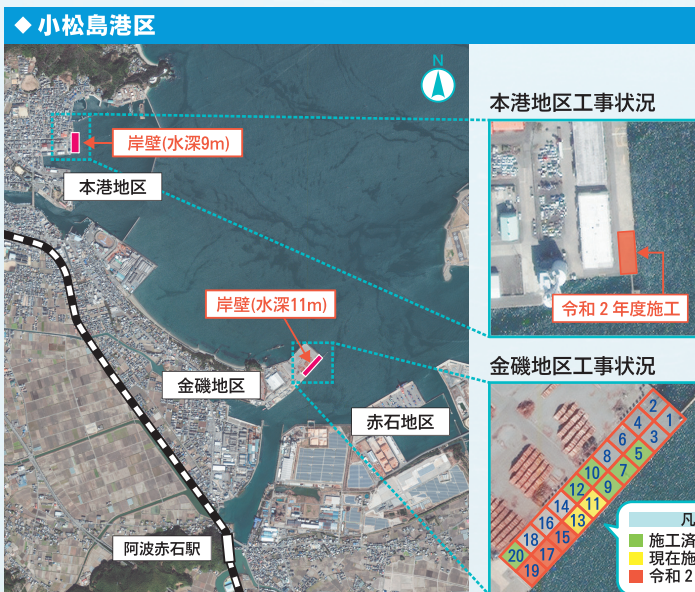 ◆ 小松島港区
N
本港地区工事状況
岸壁(水深9m)
本港地区
令和2年度施工
岸壁(水深11m)
金磯地区
赤石地区
阿波赤石駅
金磯地区工事状況
2
1
4
3
6
5
8
7
10
9
12
11
14
13
16
15
18
17
20
19
凡
施工済
現在施
令和2